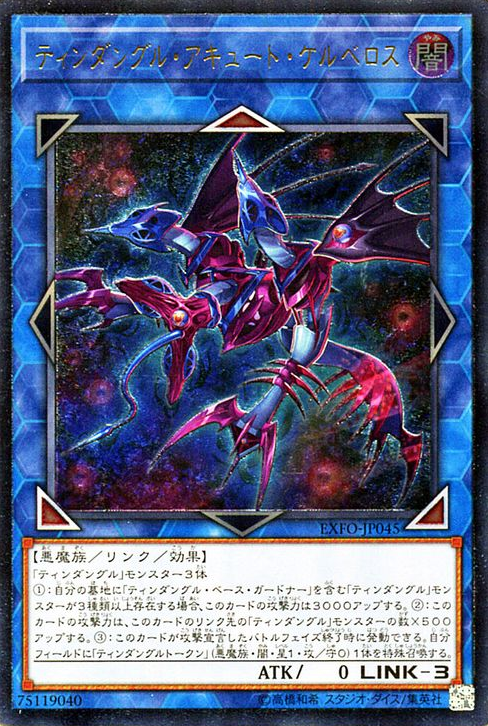 ティンダングル・アキュート・ケルベロス
闇
EXFO-JP045
【悪魔族／リンク／効果】
「ティンダングル」モンスター３体
①：自分の墓地に「ティンダングル・ベース・ガードナー」を含む「ティンダングル」モン
スターが３種類以上存在する場合、このカードの攻撃力は３０００アップする。②：この
カードの攻撃力は、このカードのリンク先の「ティンダングル」モンスターの数×５００
アップする。③：このカードが攻撃宣言したバトルフェイズ終了時に発動できる。自分
フィールドに「ティンダングルトークン」（悪魔族・闇・星１・攻／守０）１体を特殊召喚する。
ATK/ 0 LINK-3
75119040
©高橋和希 スタジオ・ダイス/集英社